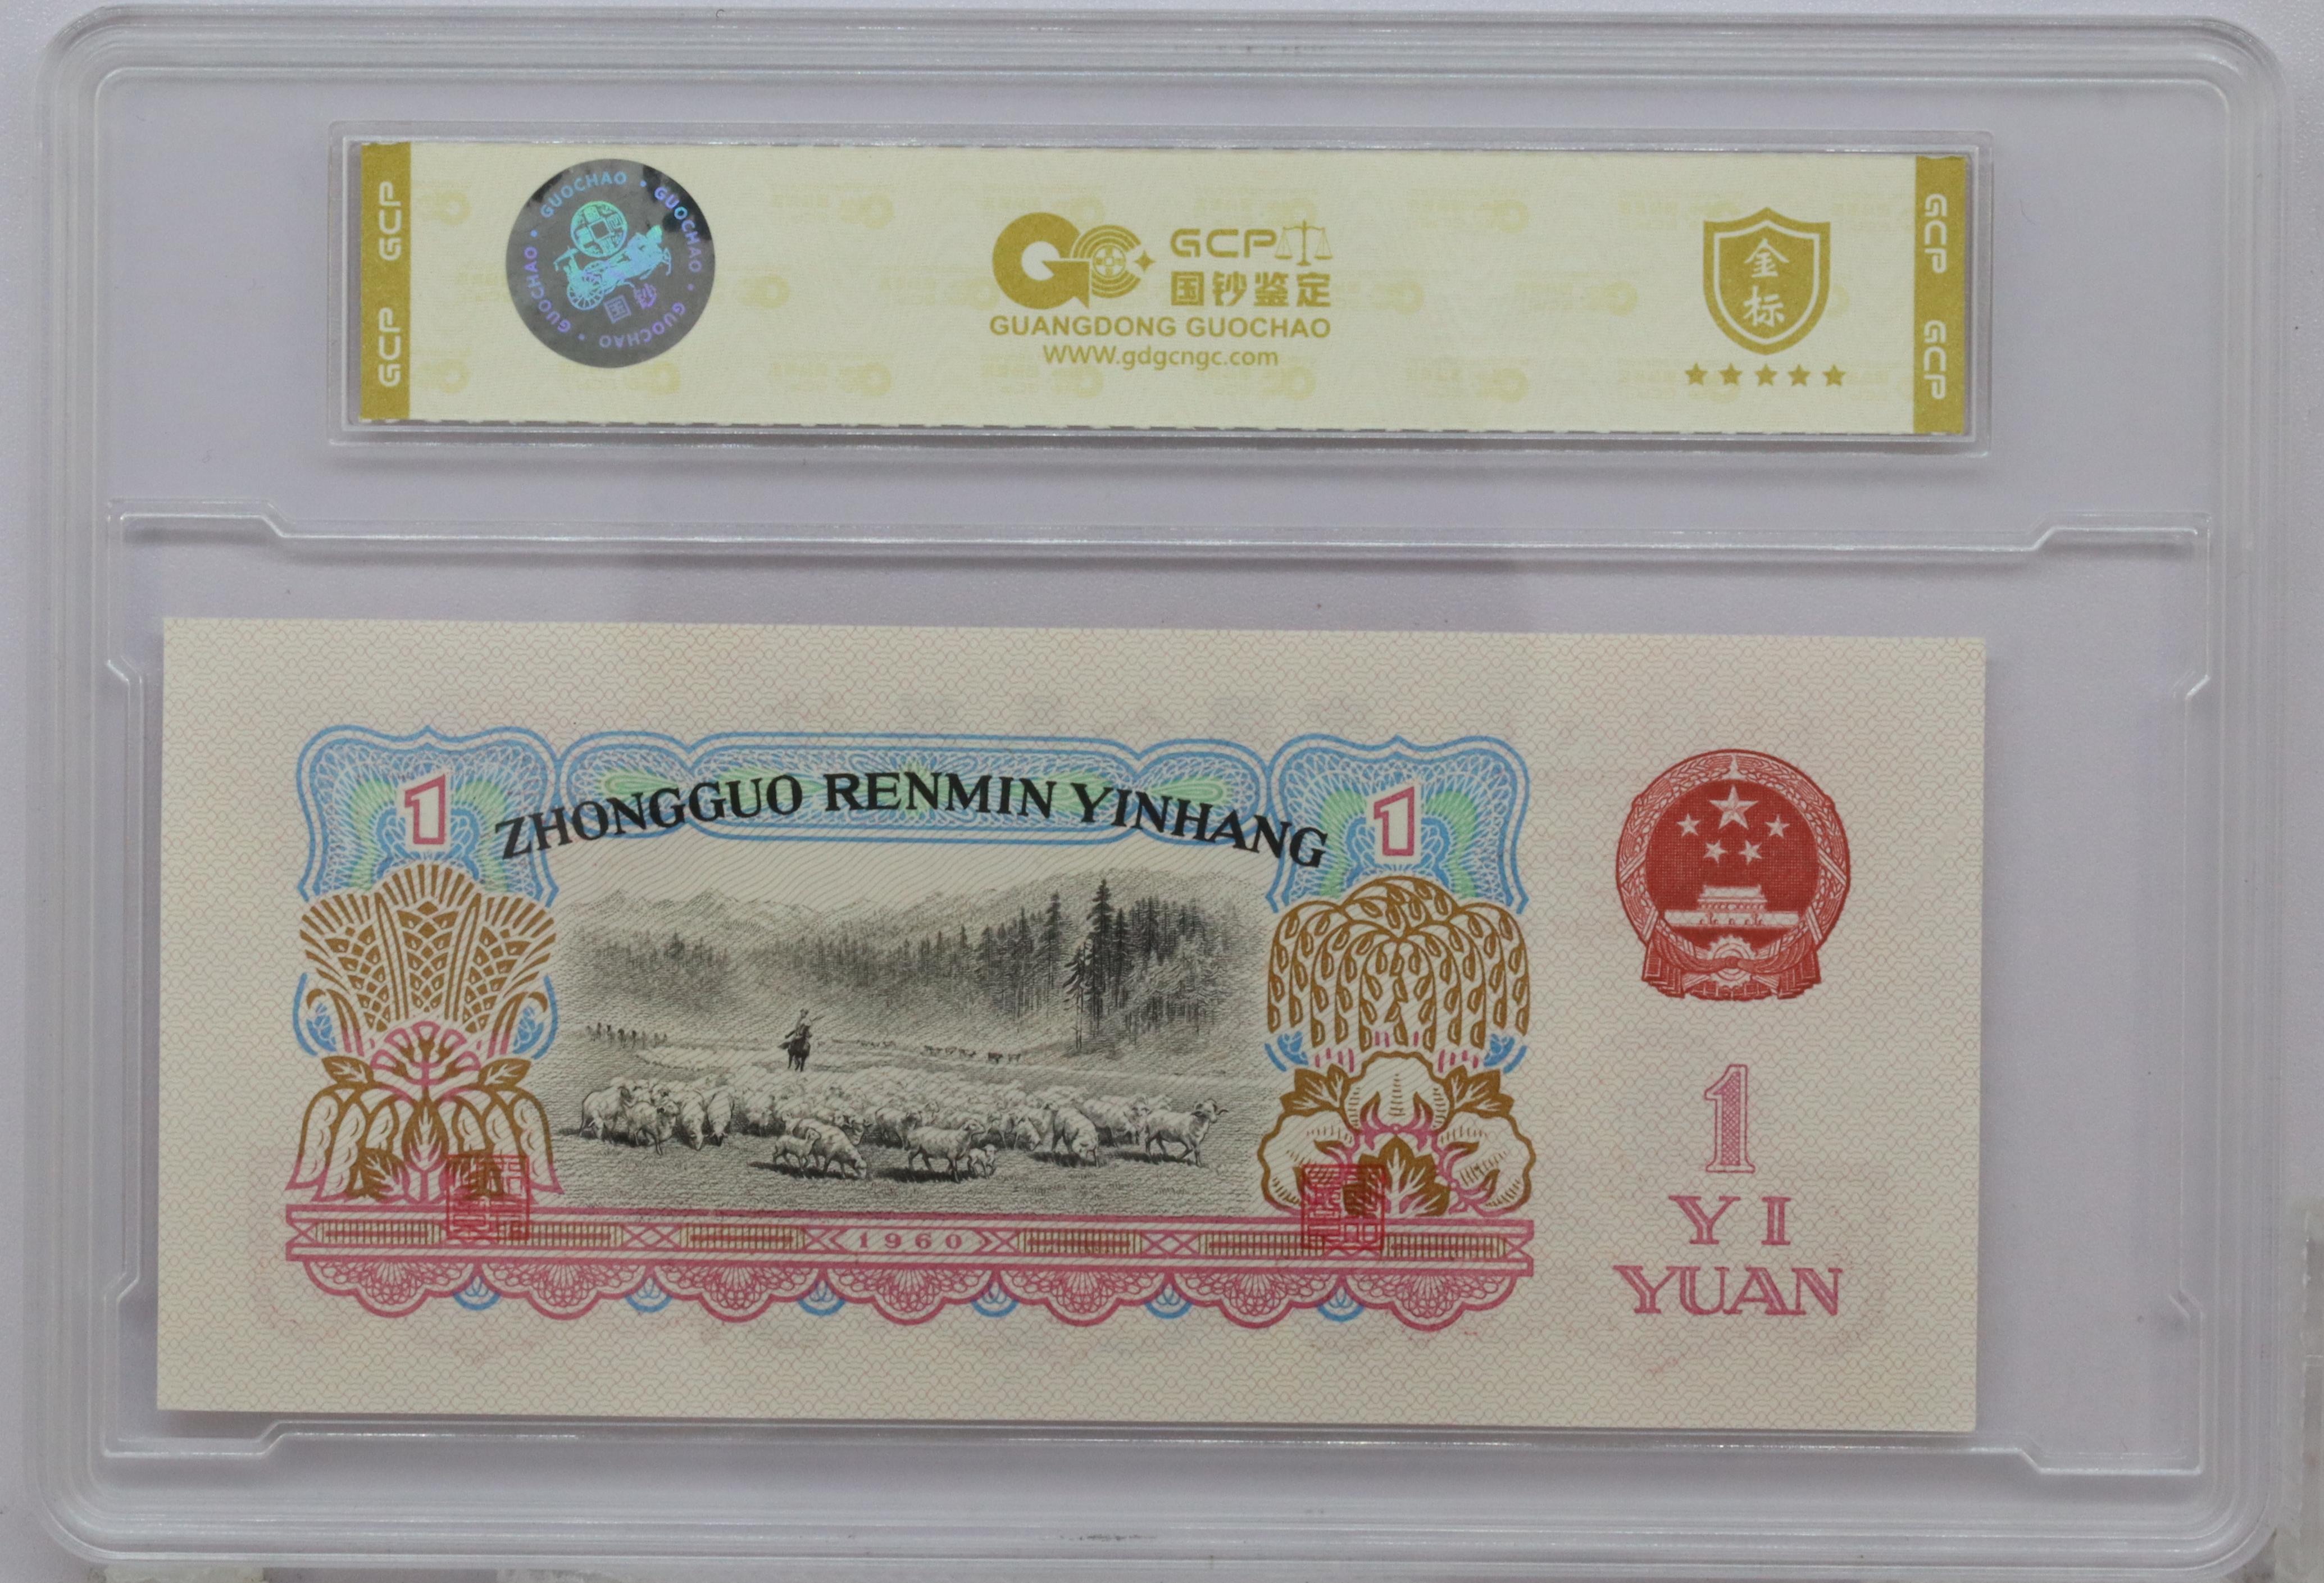 GCP GCP
GUOCHAO • GUOCHAO • GUOCHAO • GUOCHAO •
国钞
GCP
国钞鉴定
GUANGDONG GUOCHAO
WWW.gdgcngc.com
金
标
GCP GCP
1
ZHONGGUO RENMIN YINHANG
1
1960
1
YI
YUAN